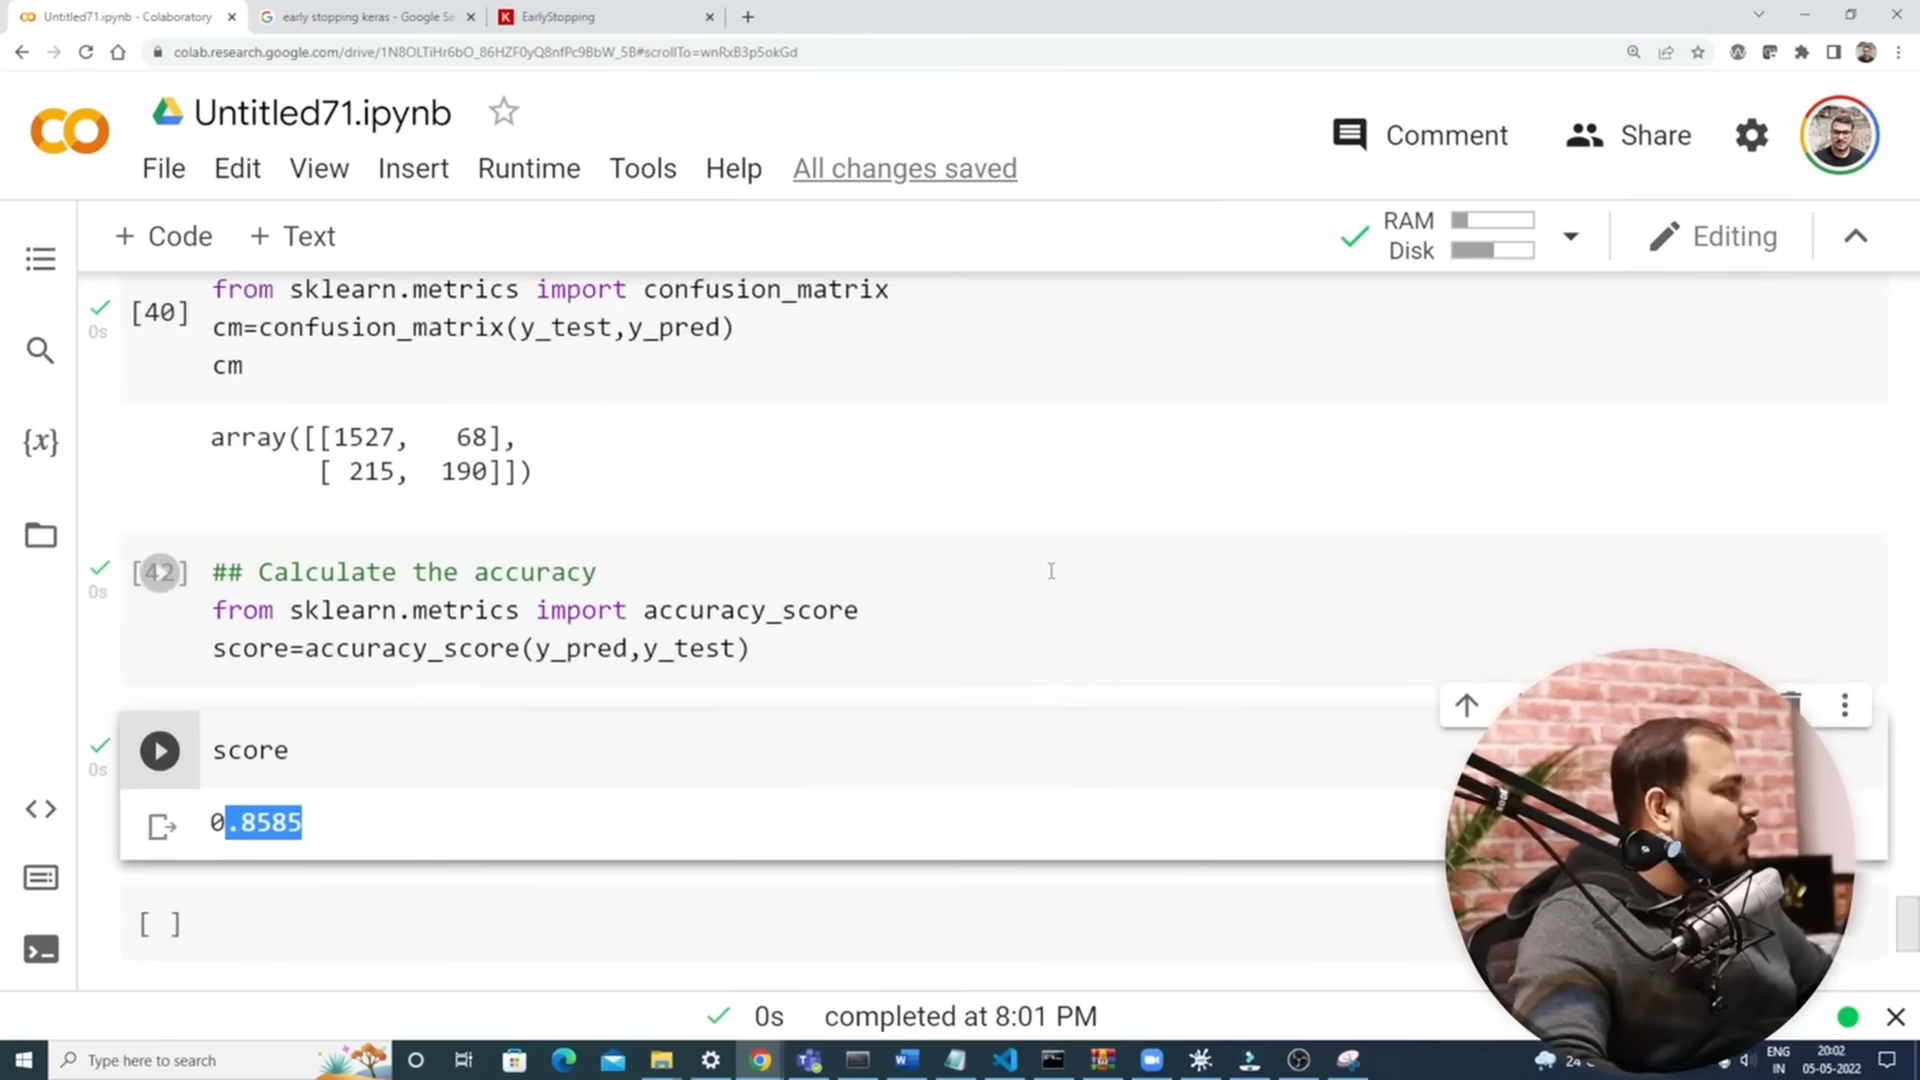 Untitled71.ipynb - Colaboratory
early stopping keras - Google Se
EarlyStopping
colab.research.google.com/drive/1N8OLTiHr6bO_86HZF0yQ8nfPc9BbW_5B#scrollTo=wnRxB3p5okGd
Untitled71.ipynb
Comment
Share
File Edit View Insert Runtime Tools Help All changes saved
+ Code + Text
RAM
Disk
Editing
[40]
0s
from sklearn.metrics import confusion_matrix
cm=confusion_matrix(y_test,y_pred)
cm
array([[1527, 68],
[ 215, 190]])
[42]
0s
## Calculate the accuracy
from sklearn.metrics import accuracy_score
score=accuracy_score(y_pred,y_test)
0s
score
0.8585
[ ]
0s completed at 8:01 PM
Type here to search
ENG
IN
20:02
05-05-2022